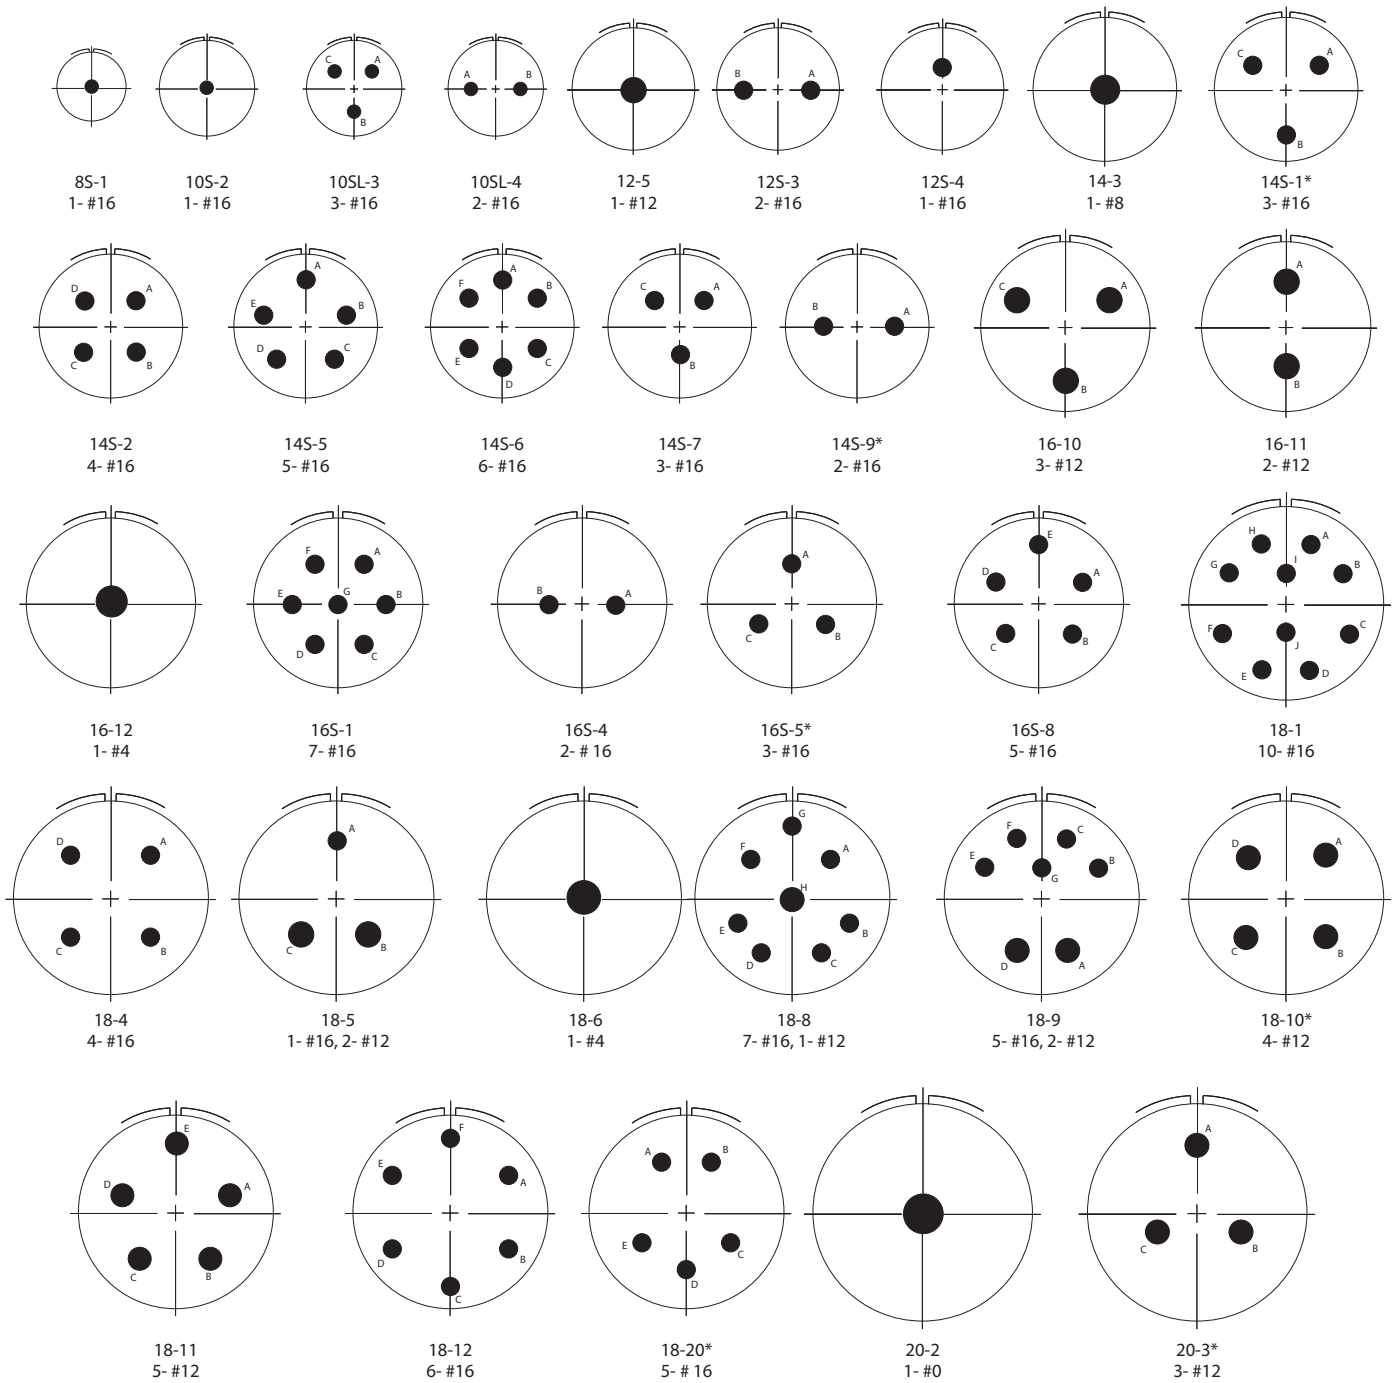 C A
A B
B A
C A
B
B
8S-1 10S-2 10SL-3 10SL-4 12-5 12S-3 12S-4 14-3 14S-1*
1- #16 1- #16 3- #16 2- #16 1- #12 2- #16 1- #16 1- #8 3- #16
D A
C B
A
E B
D C
A
F B
E C
D
C A
B
B A
C A
B
A
B
14S-2 14S-5 14S-6 14S-7 14S-9* 16-10 16-11
4- #16 5- #16 6- #16 3- #16 2- #16 3- #12 2- #12
F A
E G B
D C
B A
A
C B
E
D A
C B
H A
G I B
F J C
E D
16-12 16S-1 16S-4 16S-5* 16S-8 18-1
1- #4 7- #16 2- # 16 3- #16 5- #16 10- #16
D A
C B
A
C B
G
F A
H
E B
D C
F C
E B
G
D A
D A
C B
18-4 18-5 18-6 18-8 18-9 18-10*
4- #16 1- #16, 2- #12 1- #4 7- #16, 1- #12 5- #16, 2- #12 4- #12
E
D A
C B
F
E A
D B
C
A B
E C
D
A
C B
18-11 18-12 18-20* 20-2 20-3*
5- #12 6- #16 5- # 16 1- #0 3- #12